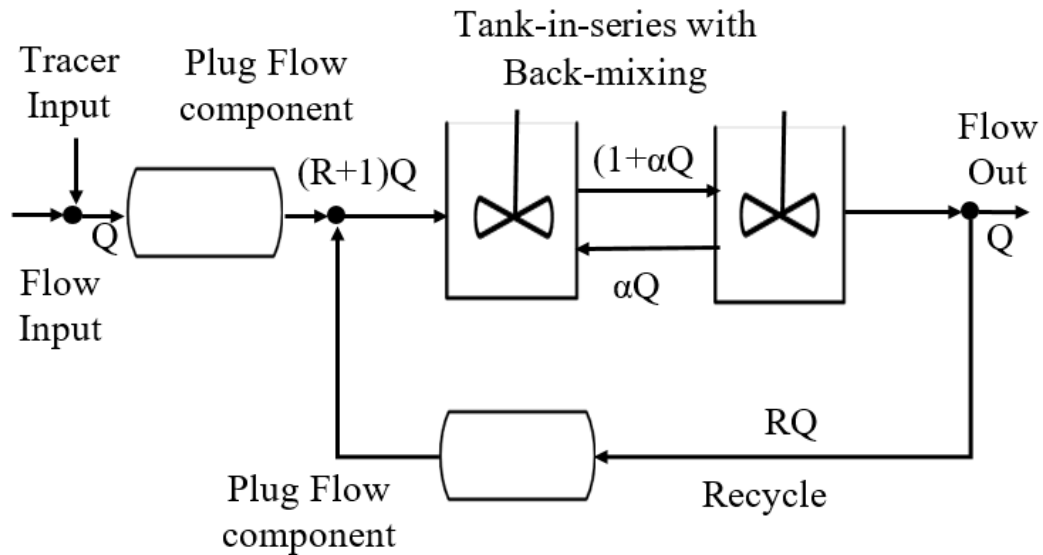 Tracer
Input
Plug Flow
component
Tank-in-series with
Back-mixing
Flow
Out
(R+1)Q
(1+αQ
Q
Q
αQ
Flow
Input
RQ
Plug Flow
component
Recycle